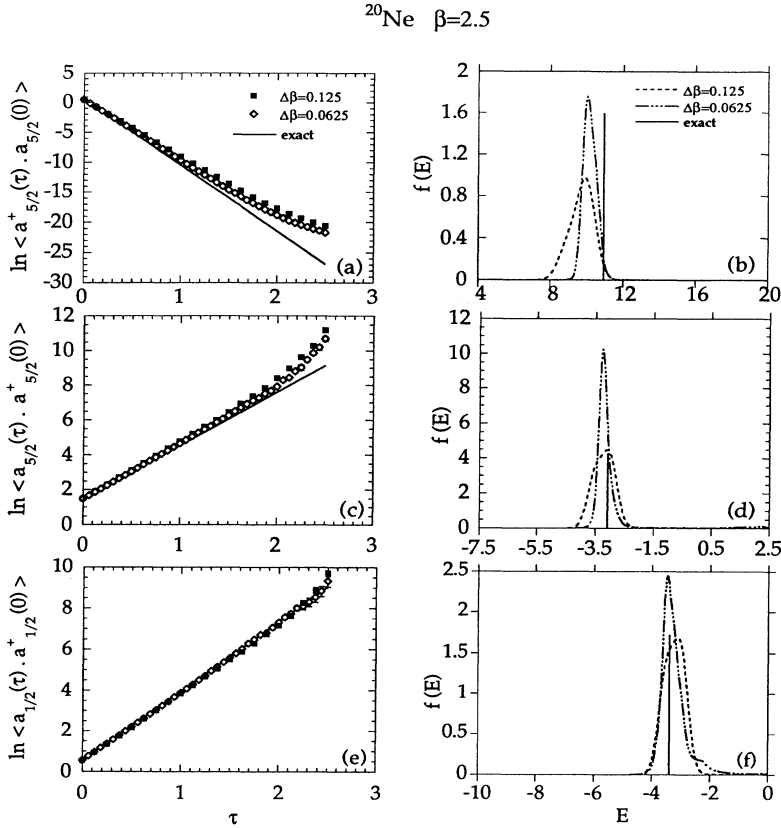 ²⁰Ne β=2.5
ln < a⁺₅/₂(τ) . a₅/₂(0) >
5
0
-5
-10
-15
-20
-25
-30
Δβ=0.125
Δβ=0.0625
exact
(a)
0 1 2 3
f (E)
2
1.6
1.2
0.8
0.4
0
Δβ=0.125
Δβ=0.0625
exact
(b)
4 8 12 16 20
ln < a₅/₂(τ) . a⁺₅/₂(0) >
12
10
8
6
4
2
0
(c)
0 1 2 3
f (E)
12
10
8
6
4
2
0
(d)
-7.5 -5.5 -3.5 -1.5 0.5 2.5
ln < a₁/₂(τ) . a⁺₁/₂(0) >
10
8
6
4
2
0
(e)
0 1 2 3
τ
f (E)
2.5
2
1.5
1
0.5
0
(f)
-10 -8 -6 -4 -2 0
E